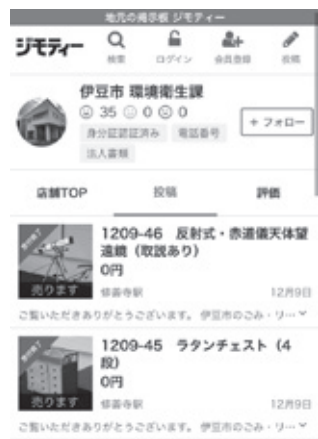 地元の掲示板 ジモティー
ジモティー
検索
ログイン
会員登録
投稿
伊豆市 環境衛生課
35 0 0
身分証認証済み
電話番号
法人書類
+ フォロー
店舗TOP
投稿
評価
1209-46 反射式・赤道儀天体望
遠鏡（取説あり）
0円
売ります
修善寺駅
12月9日
ご覧いただきありがとうございます。 伊豆市のごみ・リ…
1209-45 ラタンチェスト（4
段）
0円
売ります
修善寺駅
12月9日
ご覧いただきありがとうございます。 伊豆市のごみ・リ…